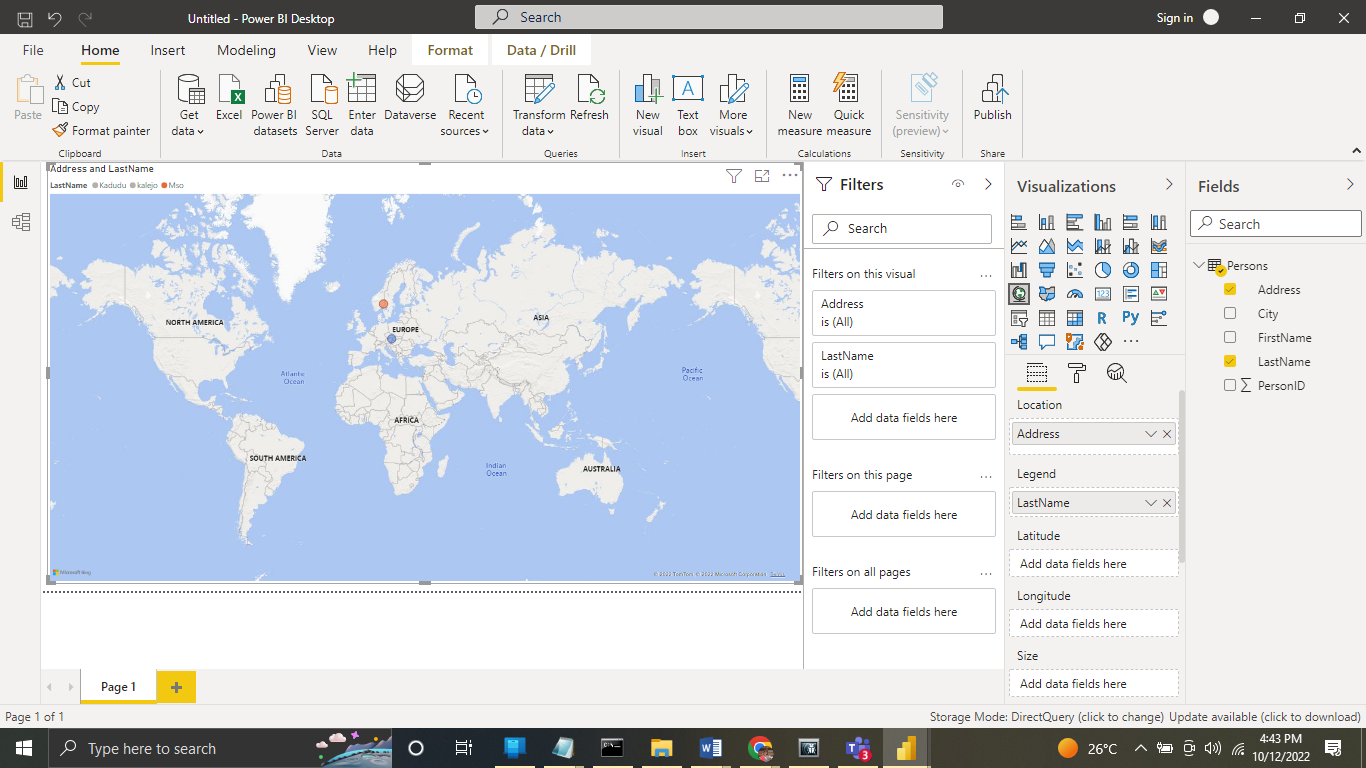 Untitled - Power BI Desktop
Search
Sign in
File
Home
Insert
Modeling
View
Help
Format
Data / Drill
Paste
Cut
Copy
Format painter
Clipboard
Get data
Excel
Power BI datasets
SQL Server
Enter data
Dataverse
Recent sources
Data
Transform data
Refresh
Queries
New visual
Text box
More visuals
Insert
New measure
Quick measure
Calculations
Sensitivity (preview)
Sensitivity
Publish
Share
Address and LastName
LastName Kadudu kalejo Mso
NORTH AMERICA
EUROPE
ASIA
Atlantic Ocean
Pacific Ocean
AFRICA
SOUTH AMERICA
Indian Ocean
AUSTRALIA
Microsoft Bing
© 2022 TomTom © 2022 Microsoft Corporation Terms
Filters
Search
Filters on this visual
Address
is (All)
LastName
is (All)
Add data fields here
Filters on this page
Add data fields here
Filters on all pages
Add data fields here
Visualizations
123
R
Py
Location
Address
Legend
LastName
Latitude
Add data fields here
Longitude
Add data fields here
Size
Add data fields here
Fields
Search
Persons
Address
City
FirstName
LastName
PersonID
Page 1
Page 1 of 1
Storage Mode: DirectQuery (click to change)
Update available (click to download)
Type here to search
3
26°C
4:43 PM
10/12/2022